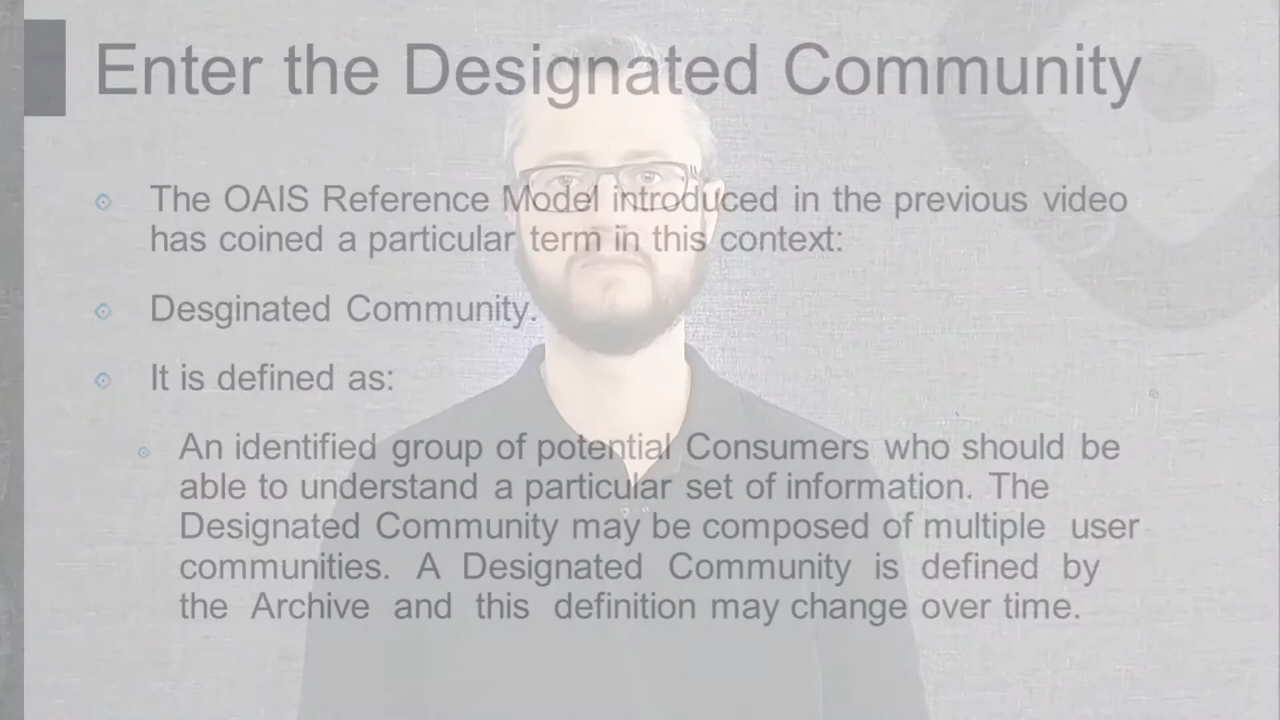 Enter the Designated Community
The OAIS Reference Model introduced in the previous video
has coined a particular term in this context:
Desginated Community.
It is defined as:
An identified group of potential Consumers who should be
able to understand a particular set of information. The
Designated Community may be composed of multiple user
communities. A Designated Community is defined by
the Archive and this definition may change over time.